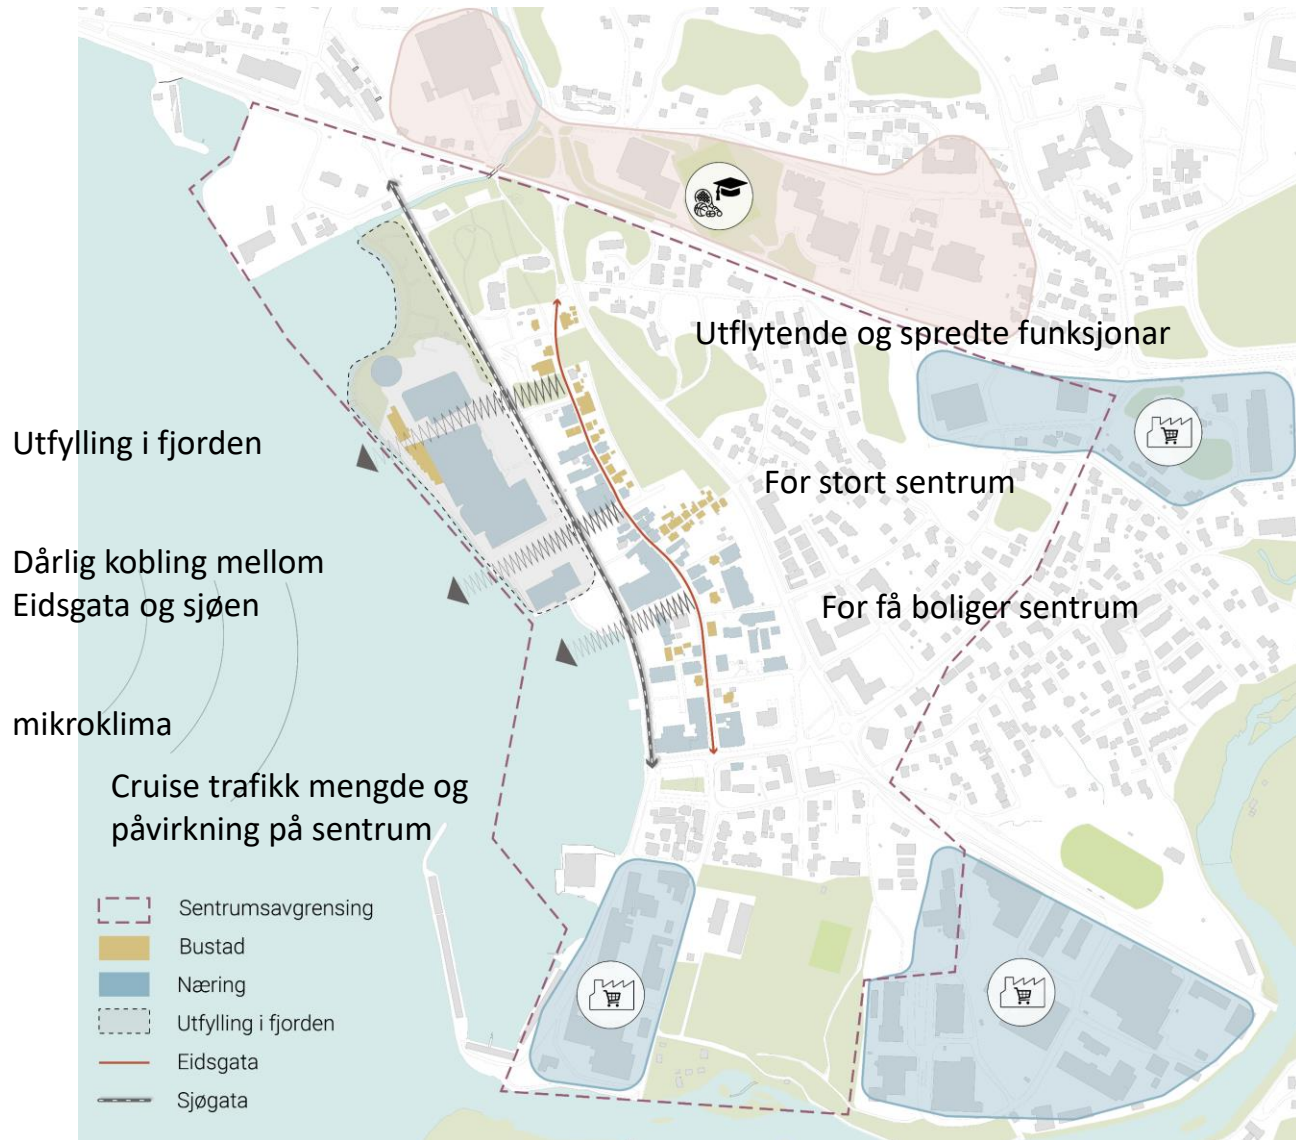 Utflytende og spredte funksjonar
Utfylling i fjorden
For stort sentrum
Dårlig kobling mellom
Eidsgata og sjøen
For få boliger sentrum
mikroklima
Cruise trafikk mengde og
påvirkning på sentrum
Sentrumsavgrensing
Bustad
Næring
Utfylling i fjorden
Eidsgata
Sjøgata